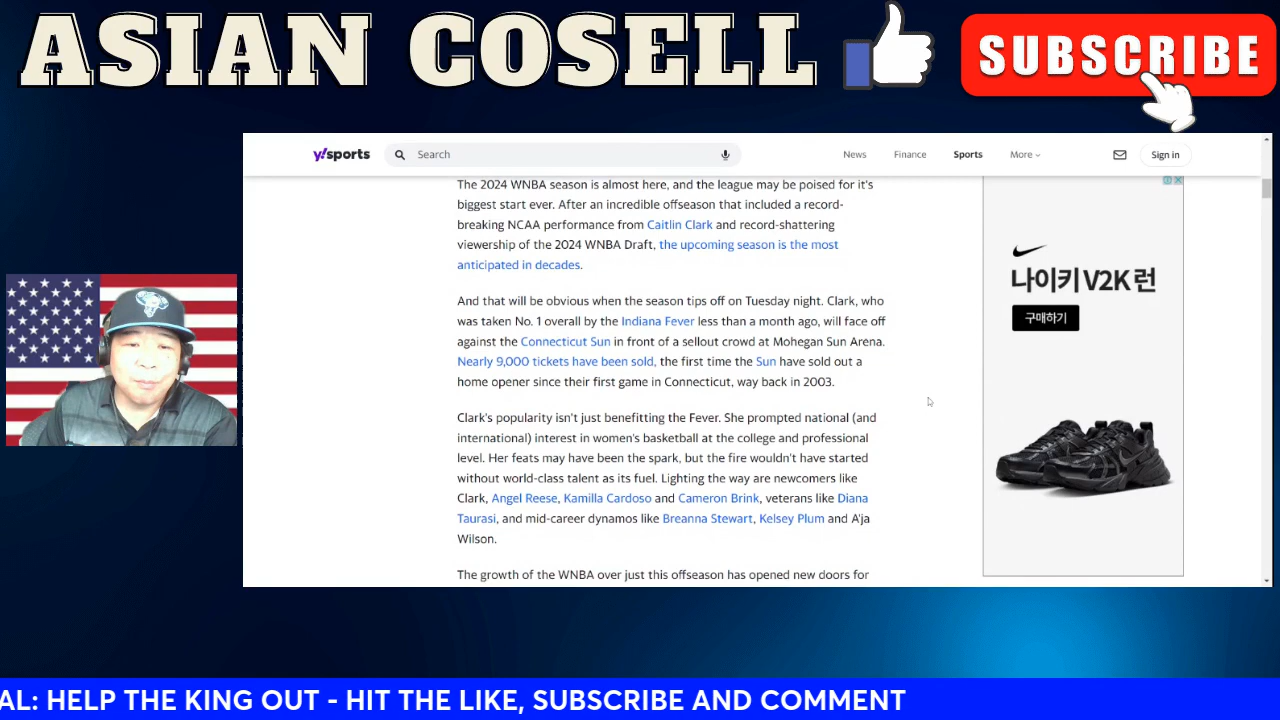 ASIAN COSELL
SUBSCRIBE
y!sports
Search
News
Finance
Sports
More
Sign in
The 2024 WNBA season is almost here, and the league may be poised for it's
biggest start ever. After an incredible offseason that included a record-
breaking NCAA performance from Caitlin Clark and record-shattering
viewership of the 2024 WNBA Draft, the upcoming season is the most
anticipated in decades.
And that will be obvious when the season tips off on Tuesday night. Clark, who
was taken No. 1 overall by the Indiana Fever less than a month ago, will face off
against the Connecticut Sun in front of a sellout crowd at Mohegan Sun Arena.
Nearly 9,000 tickets have been sold, the first time the Sun have sold out a
home opener since their first game in Connecticut, way back in 2003.
Clark's popularity isn't just benefitting the Fever. She prompted national (and
international) interest in women's basketball at the college and professional
level. Her feats may have been the spark, but the fire wouldn't have started
without world-class talent as its fuel. Lighting the way are newcomers like
Clark, Angel Reese, Kamilla Cardoso and Cameron Brink, veterans like Diana
Taurasi, and mid-career dynamos like Breanna Stewart, Kelsey Plum and A'ja
Wilson.
The growth of the WNBA over just this offseason has opened new doors for
나이키 V2K 런
구매하기
AL: HELP THE KING OUT - HIT THE LIKE, SUBSCRIBE AND COMMENT